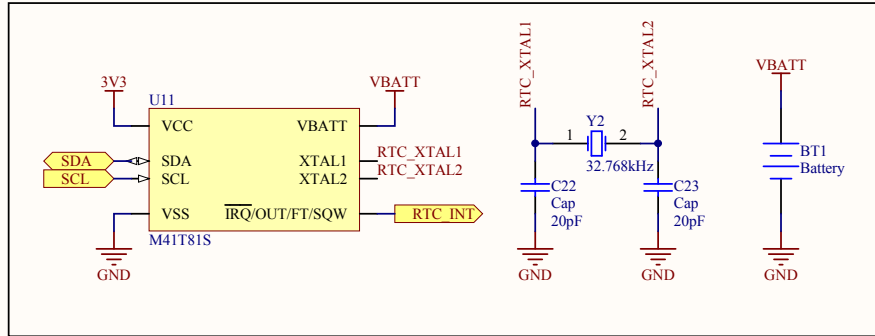 3V3
VBATT
U11
VCC
VBATT
SDA
SDA
XTAL1
RTC_XTAL1
SCL
SCL
XTAL2
RTC_XTAL2
VSS
IRQ/OUT/FT/SQW
RTC_INT
M41T81S
GND
RTC_XTAL1
RTC_XTAL2
Y2
1
2
32.768kHz
C22
Cap
20pF
C23
Cap
20pF
GND
GND
VBATT
BT1
Battery
GND